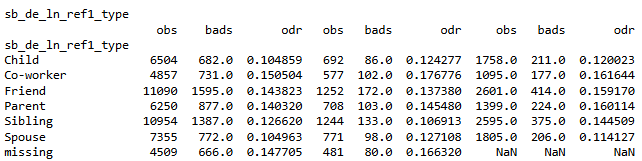 sb_de_ln_ref1_type
obs bads odr obs bads odr obs bads odr
sb_de_ln_ref1_type
Child 6504 682.0 0.104859 692 86.0 0.124277 1758.0 211.0 0.120023
Co-worker 4857 731.0 0.150504 577 102.0 0.176776 1095.0 177.0 0.161644
Friend 11090 1595.0 0.143823 1252 172.0 0.137380 2601.0 414.0 0.159170
Parent 6250 877.0 0.140320 708 103.0 0.145480 1399.0 224.0 0.160114
Sibling 10954 1387.0 0.126620 1244 133.0 0.106913 2595.0 375.0 0.144509
Spouse 7355 772.0 0.104963 771 98.0 0.127108 1805.0 206.0 0.114127
missing 4509 666.0 0.147705 481 80.0 0.166320 NaN NaN NaN